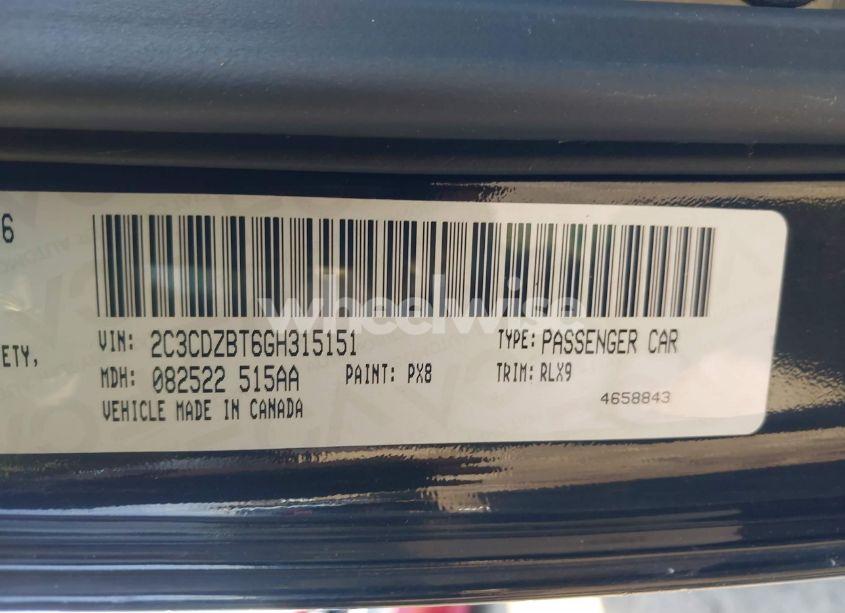 6
ETY,
VIN: 2C3CDZBT6GH315151 TYPE: PASSENGER CAR
MDH: 082522 515AA PAINT: PX8 TRIM: RLX9
VEHICLE MADE IN CANADA 4658843
wheelwise